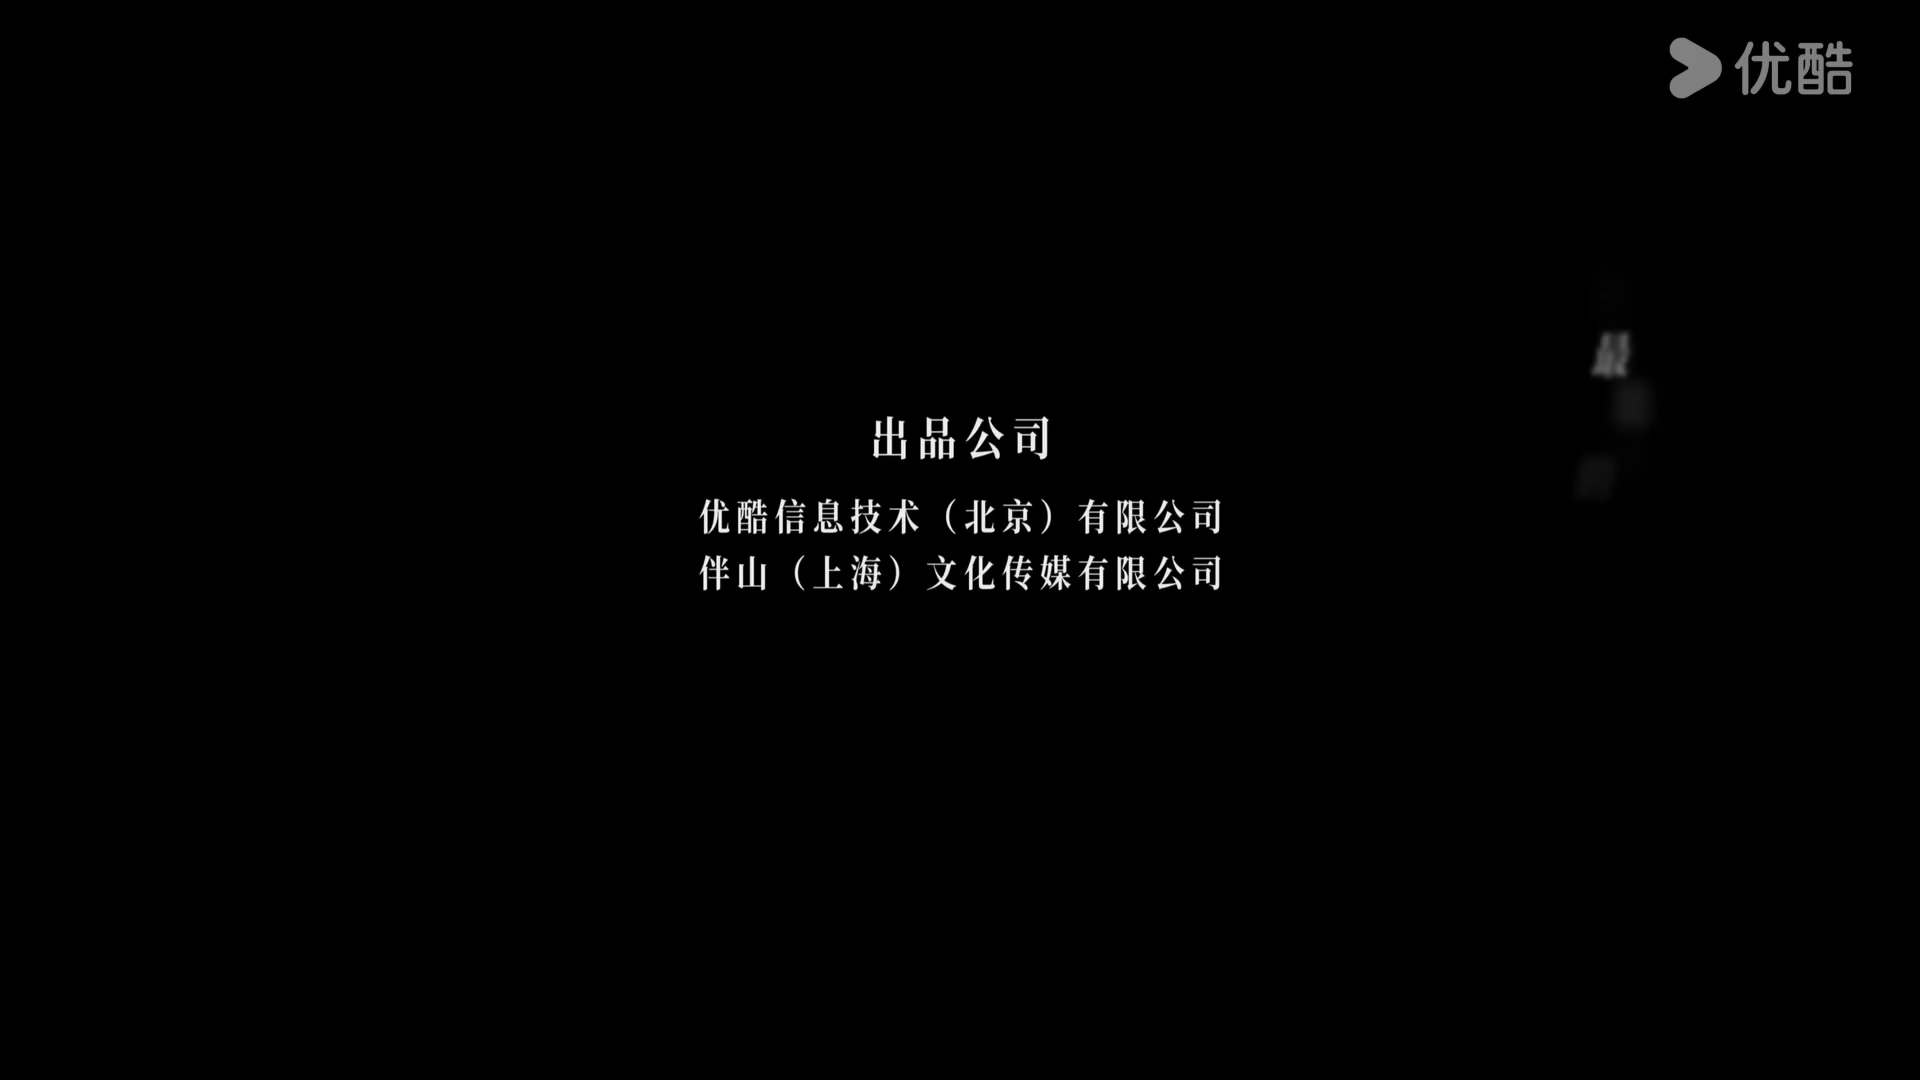 优酷
出品公司
优酷信息技术（北京）有限公司
伴山（上海）文化传媒有限公司
最